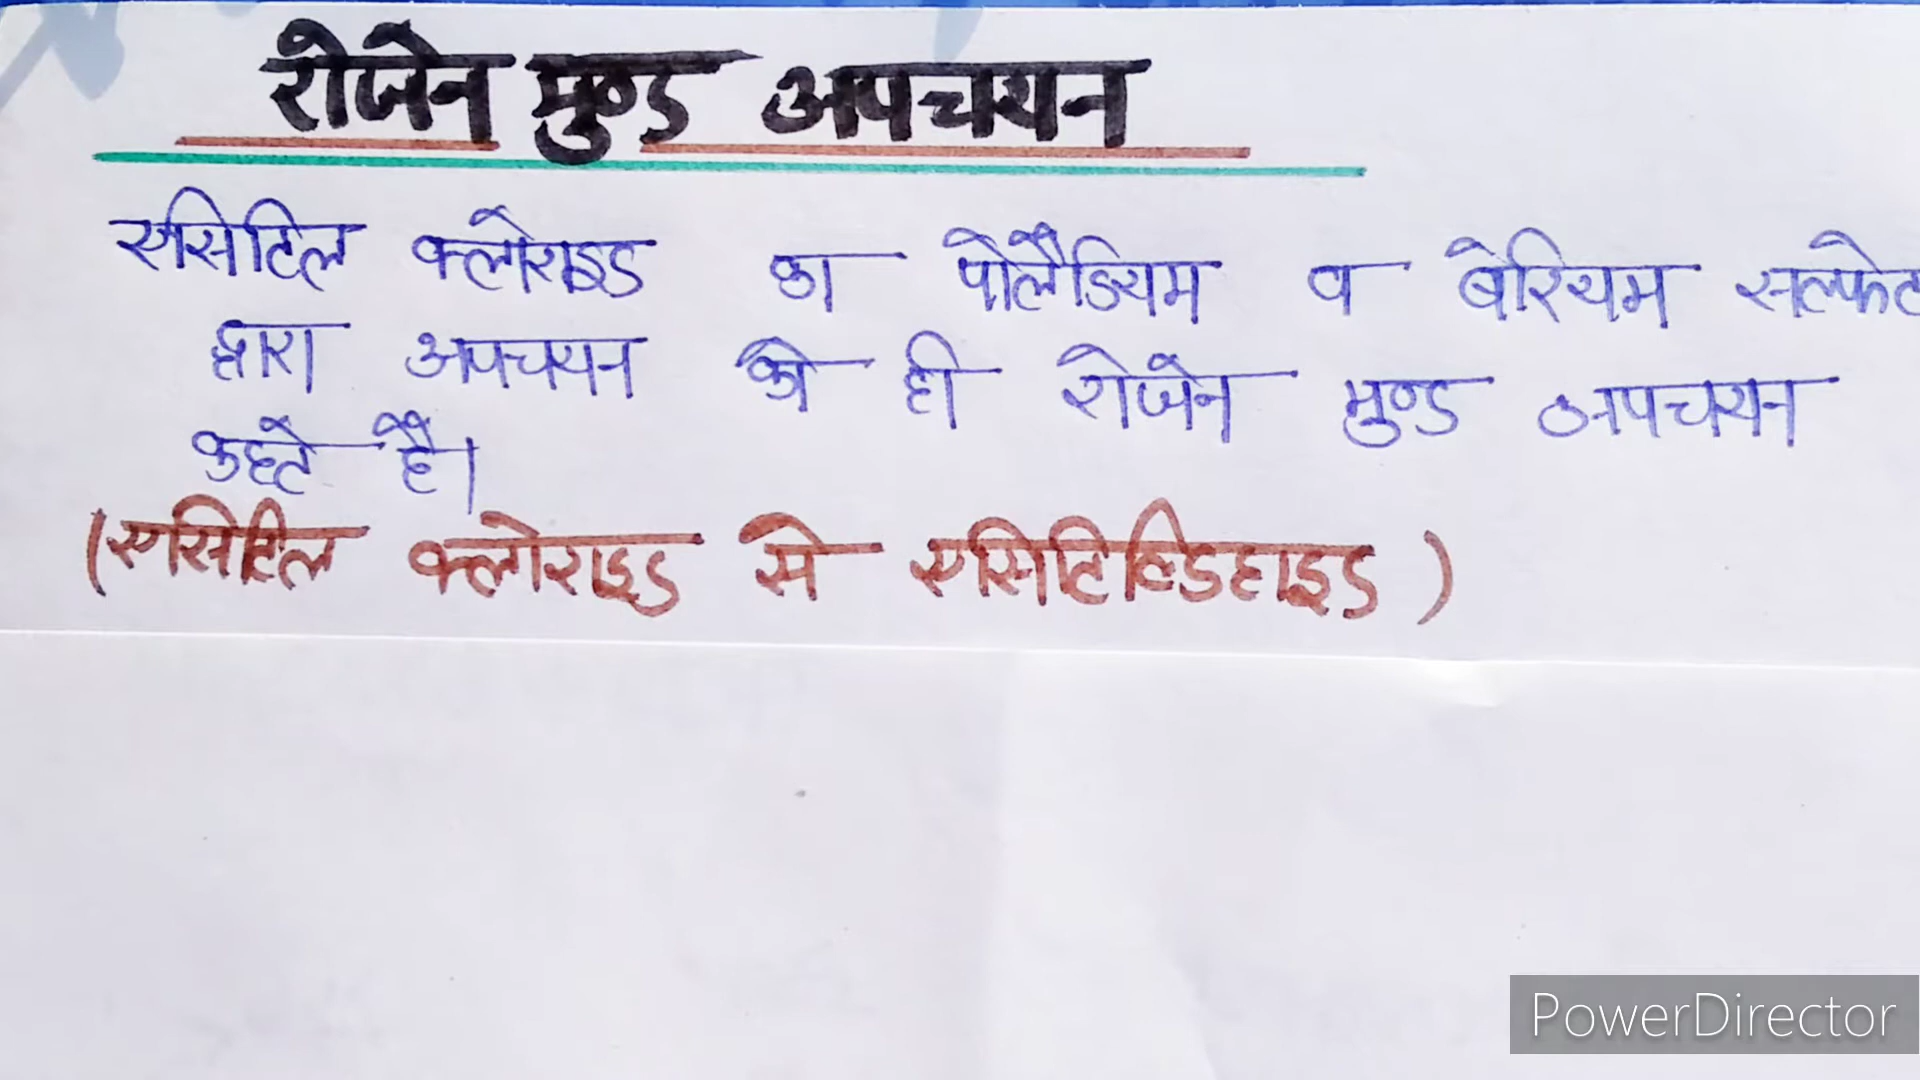 रोजेन मुण्ड अपचयन
एसिटिल क्लोराइड का पोलैडियम व बेरियम सल्फेट
द्वारा अपचयन को ही रोजेन मुण्ड अपचयन
कहते है।
(एसिटिल क्लोराइड से एसिटिल्डिहाइड)
PowerDirector